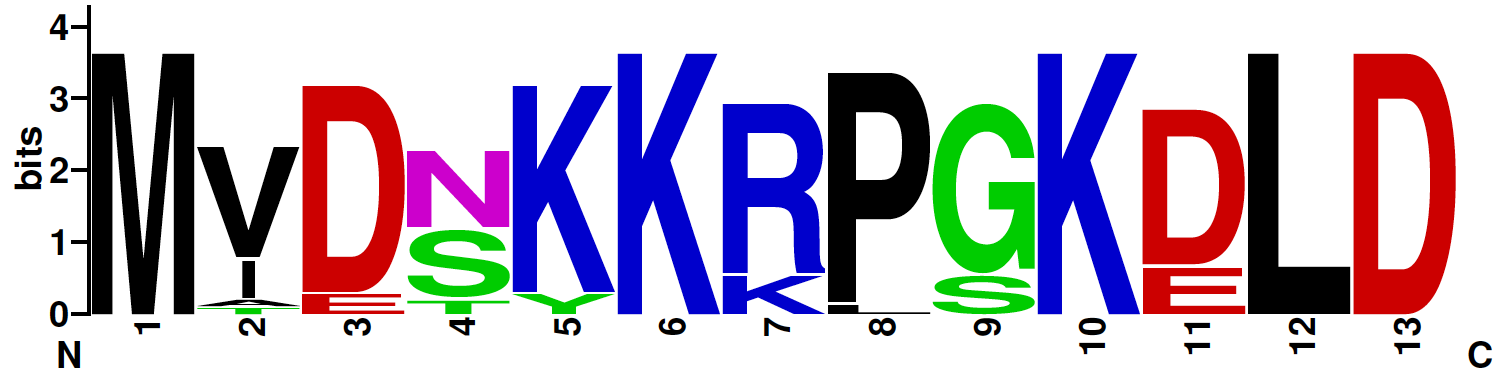 bits
4
3
2
1
0
MVDNKKRPGKDLD
I E S Y K L S E
A T
T
1 2 3 4 5 6 7 8 9 10 11 12 13
N C